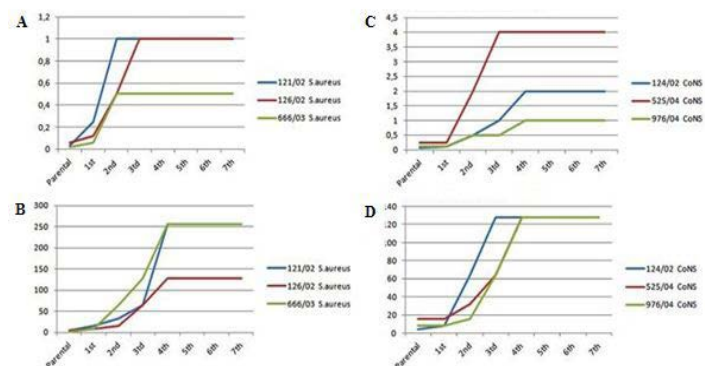 A
1,2
1
0,8
0,6
0,4
0,2
0
Parental
1st
2nd
3td
4th
5th
6th
7th
121/02 S.aureus
126/02 S.aureus
666/03 S.aureus
C
4,5
4
3,5
3
2,5
2
1,5
1
0,5
0
Parental
1st
2nd
3td
4th
5th
6th
7th
124/02 CoNS
525/04 CoNS
976/04 CoNS
B
300
250
200
150
100
50
0
Parental
1st
2nd
3td
4th
5th
6th
7th
121/02 S.aureus
126/02 S.aureus
666/03 S.aureus
D
140
120
100
80
60
40
20
0
Parental
1st
2nd
3td
4th
5th
6th
7th
124/02 CoNS
525/04 CoNS
976/04 CoNS